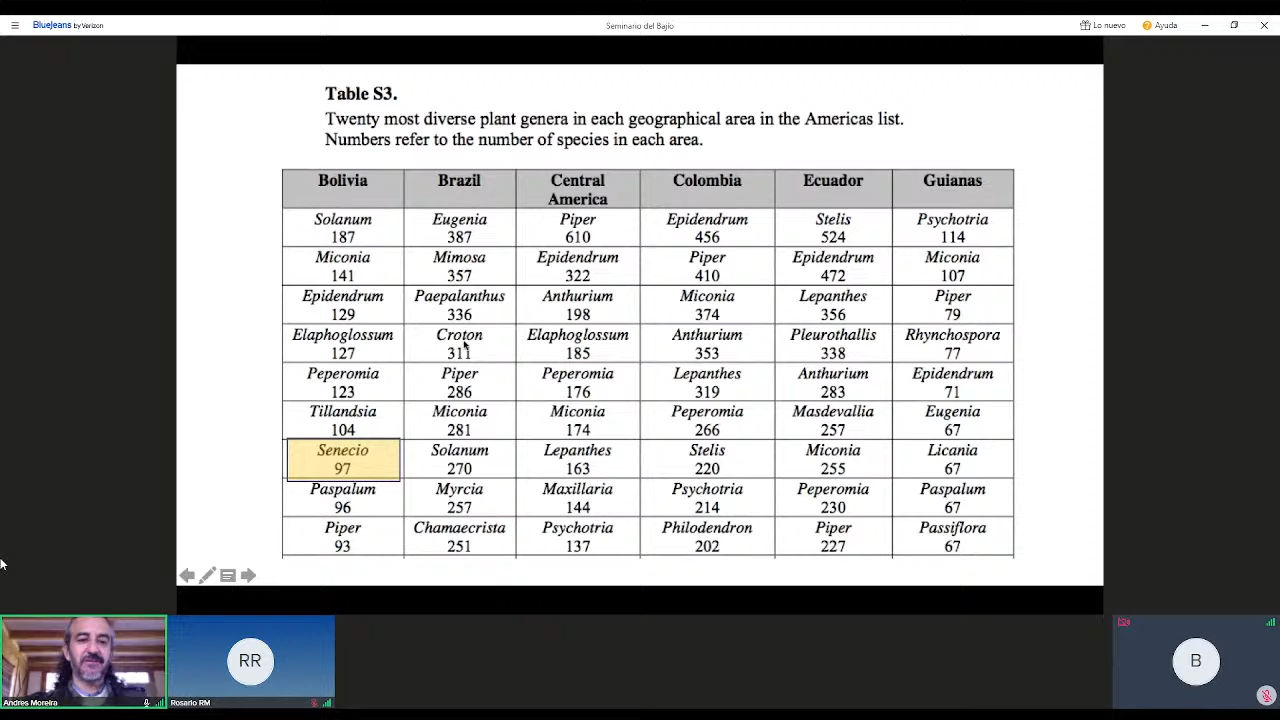 BlueJeans by Verizon
Seminario del Bajío
Lo nuevo
Ayuda
Table S3.
Twenty most diverse plant genera in each geographical area in the Americas list.
Numbers refer to the number of species in each area.
Bolivia Brazil Central America Colombia Ecuador Guianas
Solanum Eugenia Piper Epidendrum Stelis Psychotria
187 387 610 456 524 114
Miconia Mimosa Epidendrum Piper Epidendrum Miconia
141 357 322 410 472 107
Epidendrum Paepalanthus Anthurium Miconia Lepanthes Piper
129 336 198 374 356 79
Elaphoglossum Croton Elaphoglossum Anthurium Pleurothallis Rhynchospora
127 311 185 353 338 77
Peperomia Piper Peperomia Lepanthes Anthurium Epidendrum
123 286 176 319 283 71
Tillandsia Miconia Miconia Peperomia Masdevallia Eugenia
104 281 174 266 257 67
Senecio Solanum Lepanthes Stelis Miconia Licania
97 270 163 220 255 67
Paspalum Myrcia Maxillaria Psychotria Peperomia Paspalum
96 257 144 214 230 67
Piper Chamaecrista Psychotria Philodendron Piper Passiflora
93 251 137 202 227 67
RR
B
Andres Moreira
Rosario RM